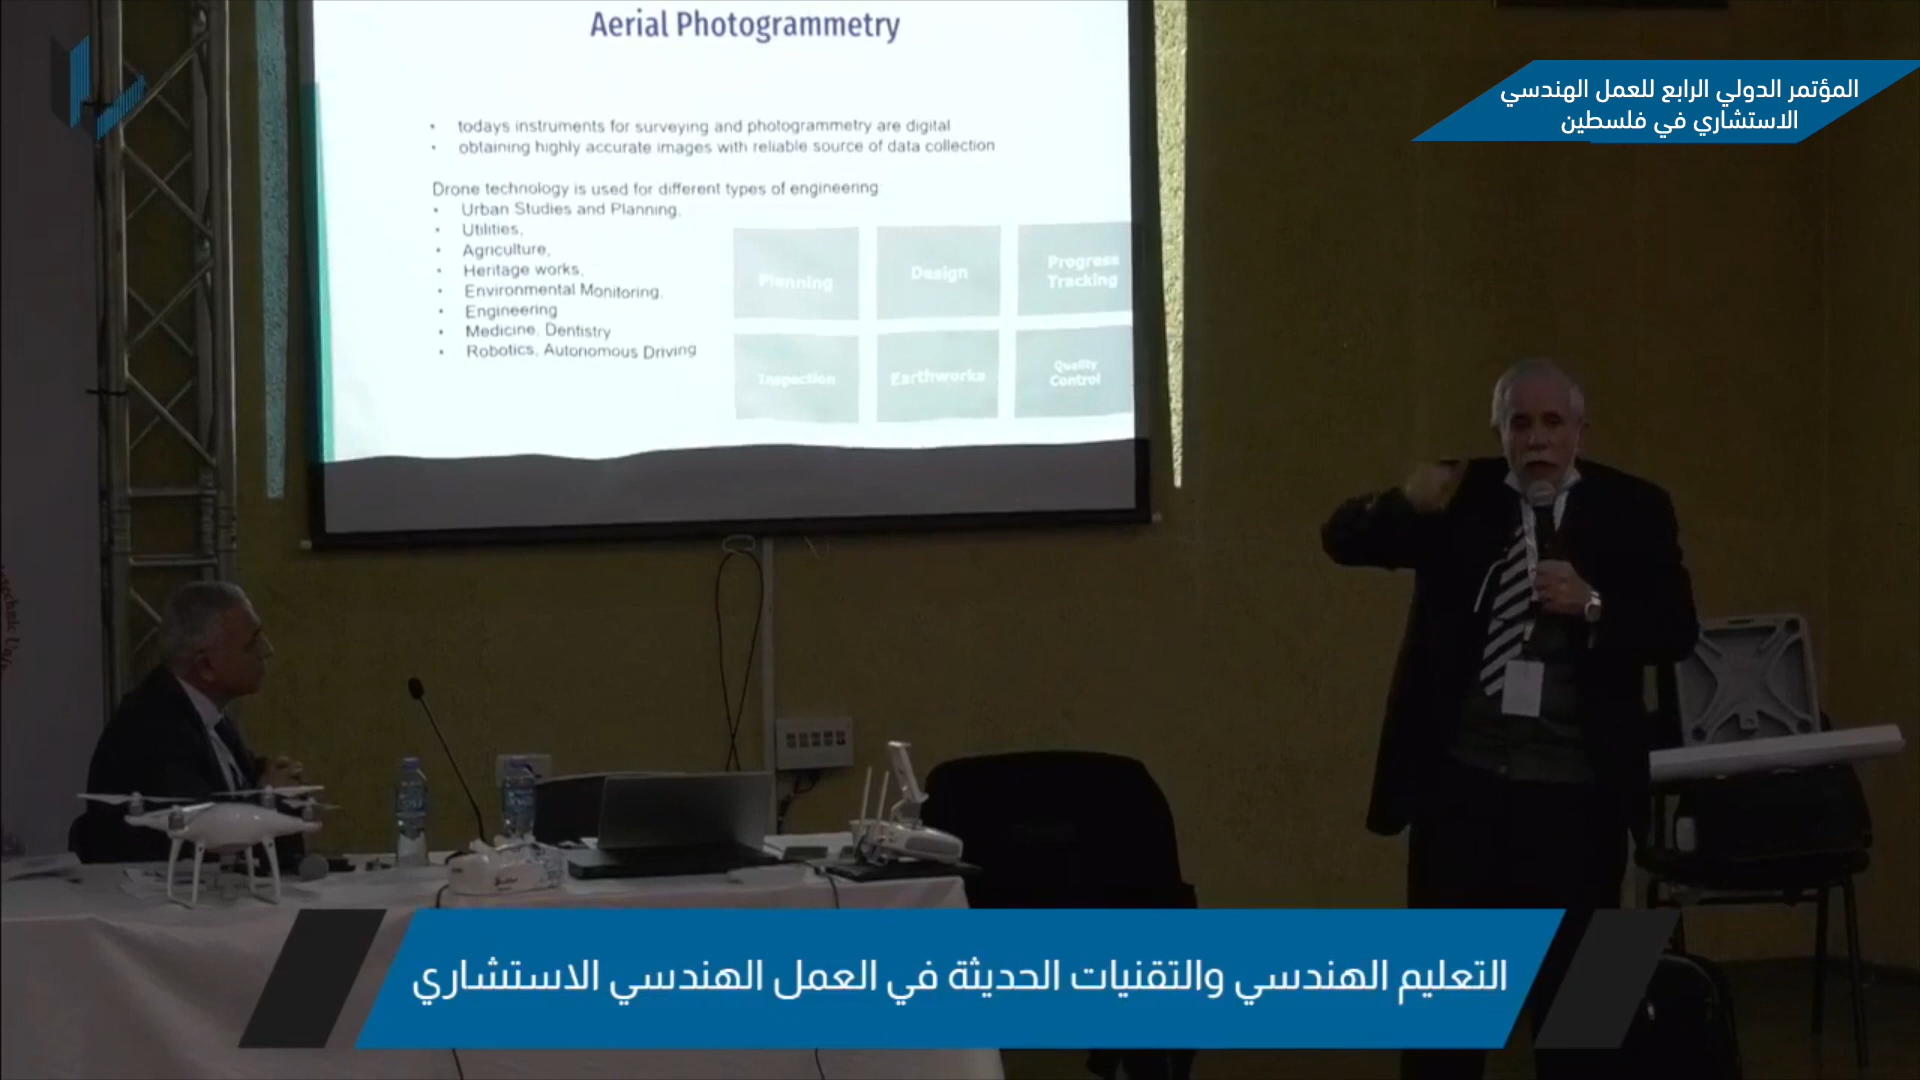 Aerial Photogrammetry
المؤتمر الدولي الرابع للعمل الهندسي
الاستشاري في فلسطين
• todays instruments for surveying and photogrammetry are digital
• obtaining highly accurate images with reliable source of data collection
Drone technology is used for different types of engineering
• Urban Studies and Planning,
• Utilities,
• Agriculture,
• Heritage works,
• Environmental Monitoring,
• Engineering
• Medicine, Dentistry
• Robotics, Autonomous Driving
Planning
Design
Progress
Tracking
Inspection
Earthworks
Quality
Control
التعليم الهندسي والتقنيات الحديثة في العمل الهندسي الاستشاري